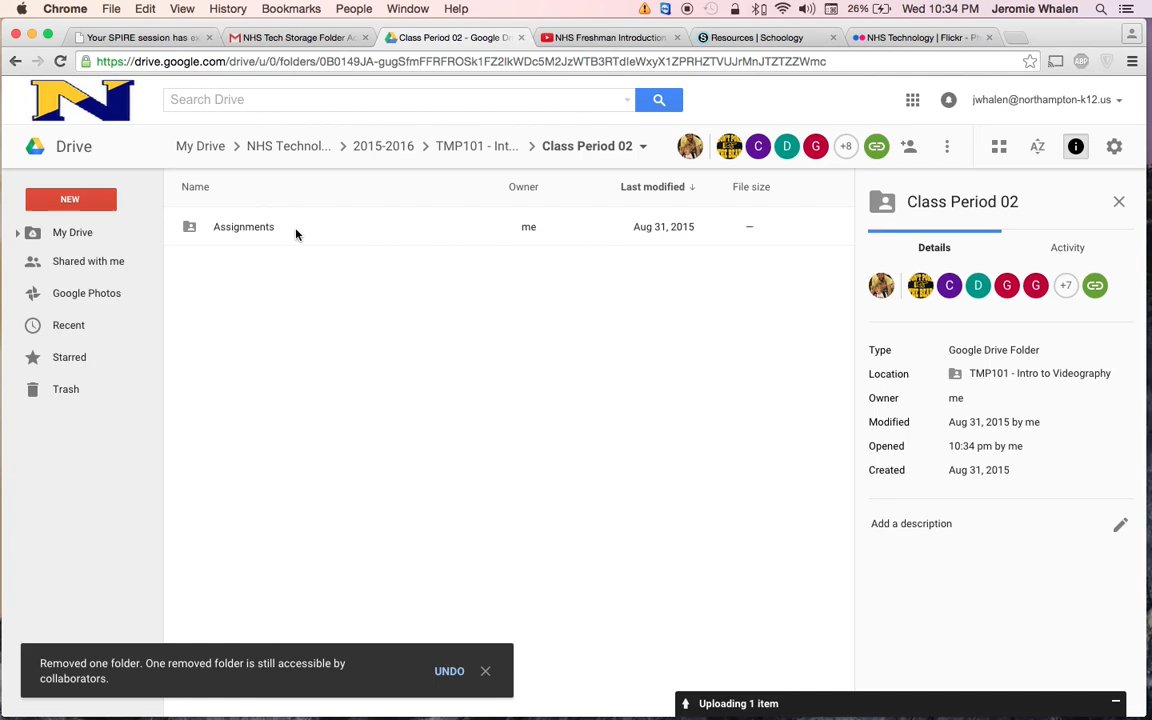 Chrome File Edit View History Bookmarks People Window Help 26% Wed 10:34 PM Jeromie Whalen
Your SPIRE session has ex
NHS Tech Storage Folder Ac
Class Period 02 - Google Dr
NHS Freshman Introduction
Resources | Schoology
NHS Technology | Flickr - Ph
https://drive.google.com/drive/u/0/folders/0B0149JA-gugSfmFFRFROSk1FZ2lkWDc5M2JzWTB3RTdIeWxyX1ZPRHZTVUJrMnJTZTZZWmc
N
Search Drive
jwhalen@northampton-k12.us
Drive
My Drive > NHS Technol... > 2015-2016 > TMP101 - Int... > Class Period 02
C D G +8
Name Owner Last modified File size
Assignments me Aug 31, 2015 —
NEW
My Drive
Shared with me
Google Photos
Recent
Starred
Trash
Class Period 02
Details Activity
C D G G +7
Type Google Drive Folder
Location TMP101 - Intro to Videography
Owner me
Modified Aug 31, 2015 by me
Opened 10:34 pm by me
Created Aug 31, 2015
Add a description
Removed one folder. One removed folder is still accessible by
collaborators.
UNDO
Uploading 1 item